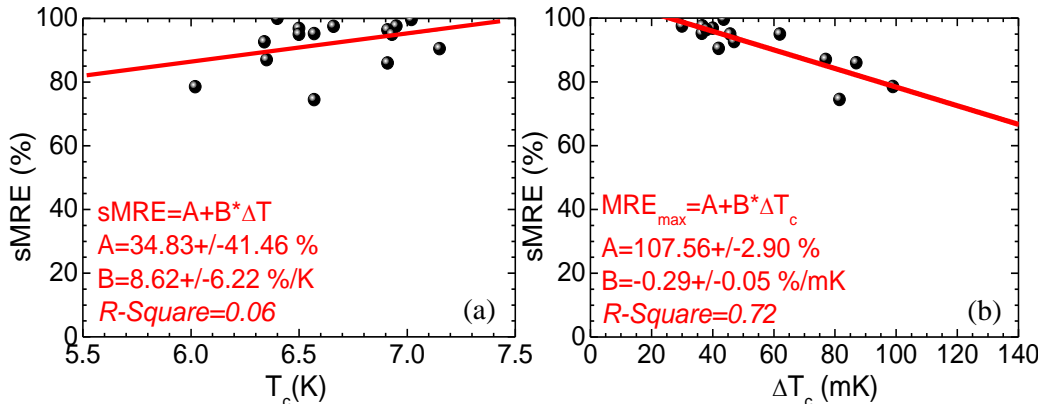 100
80
60
40
20
0
sMRE (%)
sMRE=A+B*ΔT
A=34.83+/-41.46 %
B=8.62+/-6.22 %/K
R-Square=0.06
(a)
5.5 6.0 6.5 7.0 7.5
T_c(K)
100
80
60
40
20
0
sMRE (%)
MRE_max=A+B*ΔT_c
A=107.56+/-2.90 %
B=-0.29+/-0.05 %/mK
R-Square=0.72
(b)
0 20 40 60 80 100 120 140
ΔT_c (mK)